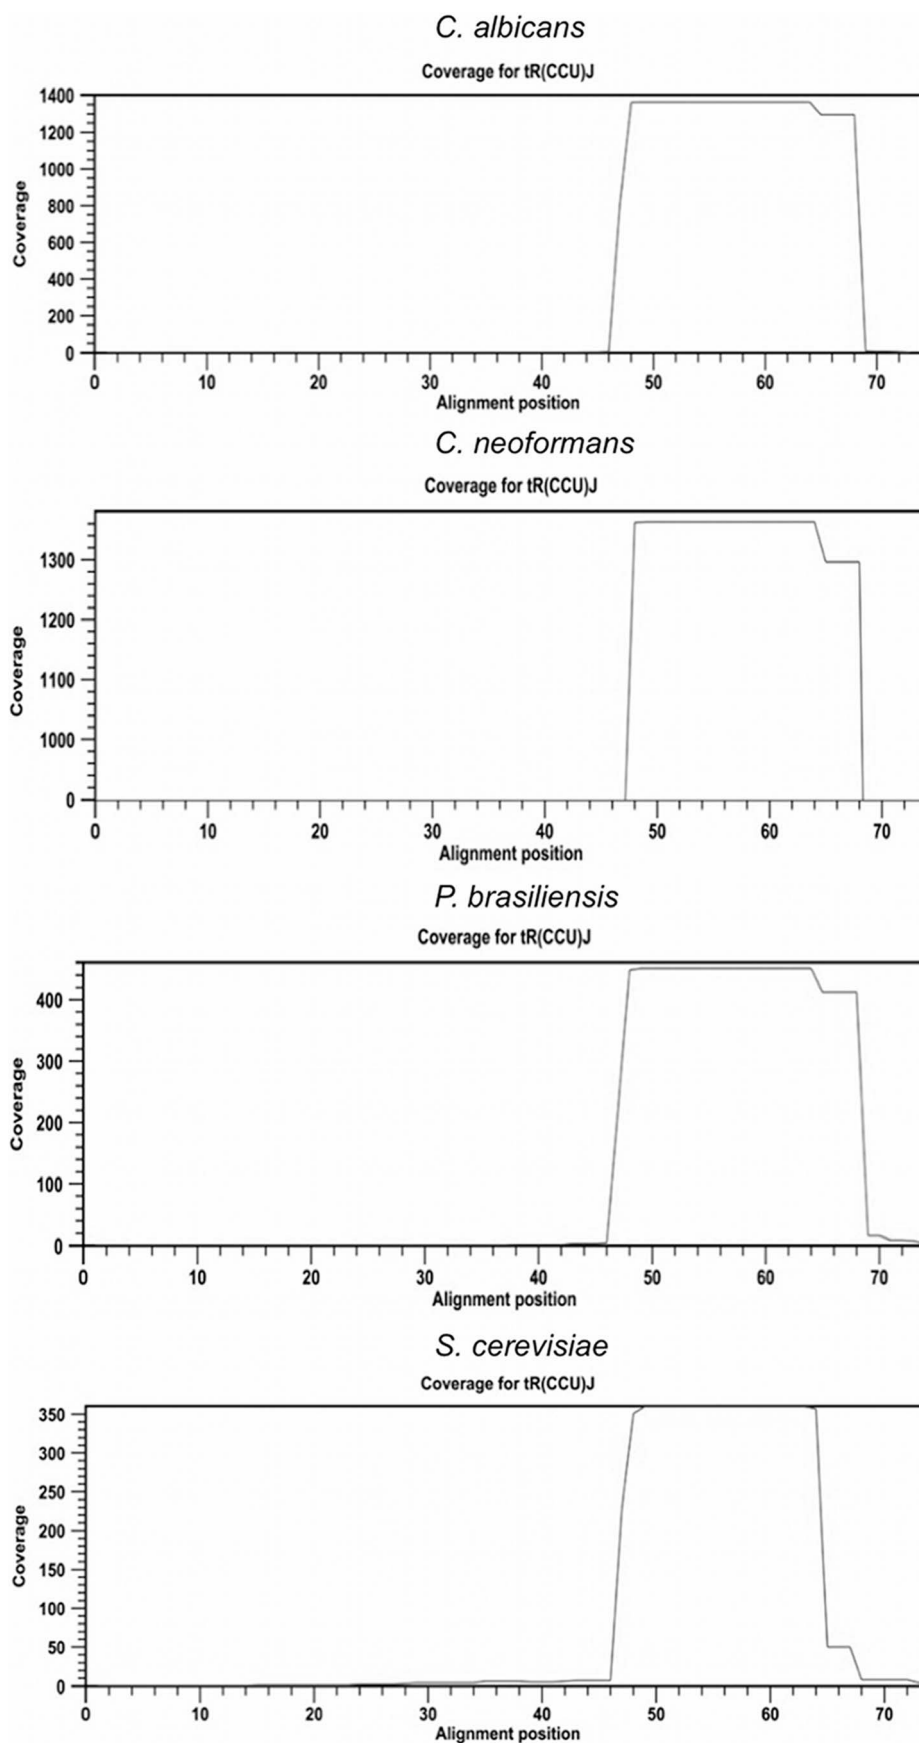 C. albicans
Coverage for tR(CCU)J
1400
1200
1000
800
600
400
200
0
Coverage
0 10 20 30 40 50 60 70
Alignment position
C. neoformans
Coverage for tR(CCU)J
1300
1200
1100
1000
0
Coverage
0 10 20 30 40 50 60 70
Alignment position
P. brasiliensis
Coverage for tR(CCU)J
400
300
200
100
0
Coverage
0 10 20 30 40 50 60 70
Alignment position
S. cerevisiae
Coverage for tR(CCU)J
350
300
250
200
150
100
50
0
Coverage
0 10 20 30 40 50 60 70
Alignment position